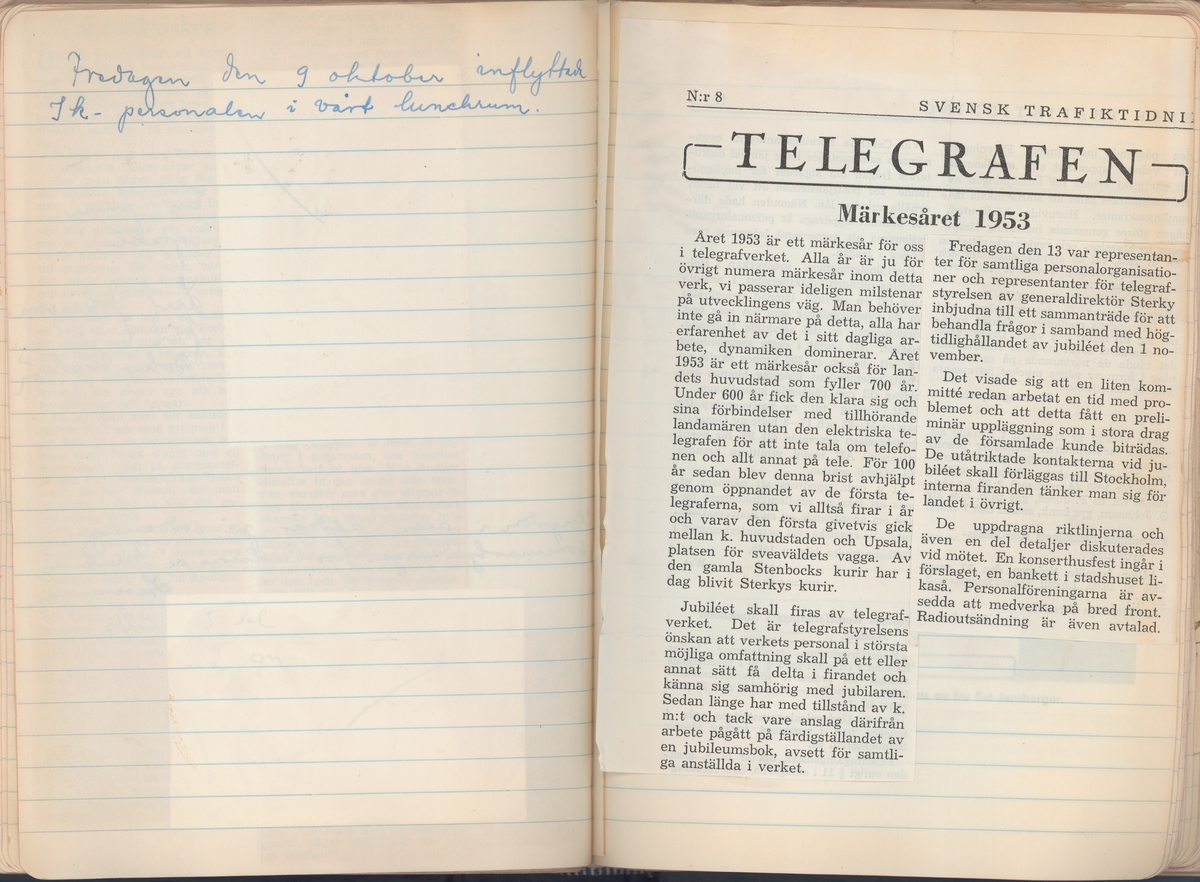 Fredagen den 9 oktober inflyttade
Ik- personalen i vårt lunchrum.
N:r 8
SVENSK TRAFIKTIDNI
TELEGRAFEN
Märkesåret 1953
Året 1953 är ett märkesår för oss
i telegrafverket. Alla år är ju för
övrigt numera märkesår inom detta
verk, vi passerar ideligen milstenar
på utvecklingens väg. Man behöver
inte gå in närmare på detta, alla har
erfarenhet av det i sitt dagliga ar-
bete, dynamiken dominerar. Året
1953 är ett märkesår också för lan-
dets huvudstad som fyller 700 år.
Under 600 år fick den klara sig och
sina förbindelser med tillhörande
landamären utan den elektriska te-
legrafen för att inte tala om telefo-
nen och allt annat på tele. För 100
år sedan blev denna brist avhjälpt
genom öppnandet av de första te-
legraferna, som vi alltså firar i år
och varav den första givetvis gick
mellan k. huvudstaden och Upsala,
platsen för sveaväldets vagga. Av
den gamla Stenbocks kurir har i
dag blivit Sterkys kurir.
Jubiléet skall firas av telegraf-
verket. Det är telegrafstyrelsens
önskan att verkets personal i största
möjliga omfattning skall på ett eller
annat sätt få delta i firandet och
känna sig samhörig med jubilaren.
Sedan länge har med tillstånd av k.
m:t och tack vare anslag därifrån
arbete pågått på färdigställandet av
en jubileumsbok, avsett för samtli-
ga anställda i verket.
Fredagen den 13 var representan-
ter för samtliga personalorganisatio-
ner och representanter för telegraf-
styrelsen av generaldirektör Sterky
inbjudna till ett sammanträde för att
behandla frågor i samband med hög-
tidlighållandet av jubiléet den 1 no-
vember.
Det visade sig att en liten kom-
mitté redan arbetat en tid med pro-
blemet och att detta fått en preli-
minär uppläggning som i stora drag
av de församlade kunde biträdas.
De utåtriktade kontakterna vid ju-
biléet skall förläggas till Stockholm,
interna firanden tänker man sig för
landet i övrigt.
De uppdragna riktlinjerna och
även en del detaljer diskuterades
vid mötet. En konserthusfest ingår i
förslaget, en bankett i stadshuset li-
kaså. Personalföreningarna är av-
sedda att medverka på bred front.
Radioutsändning är även avtalad.